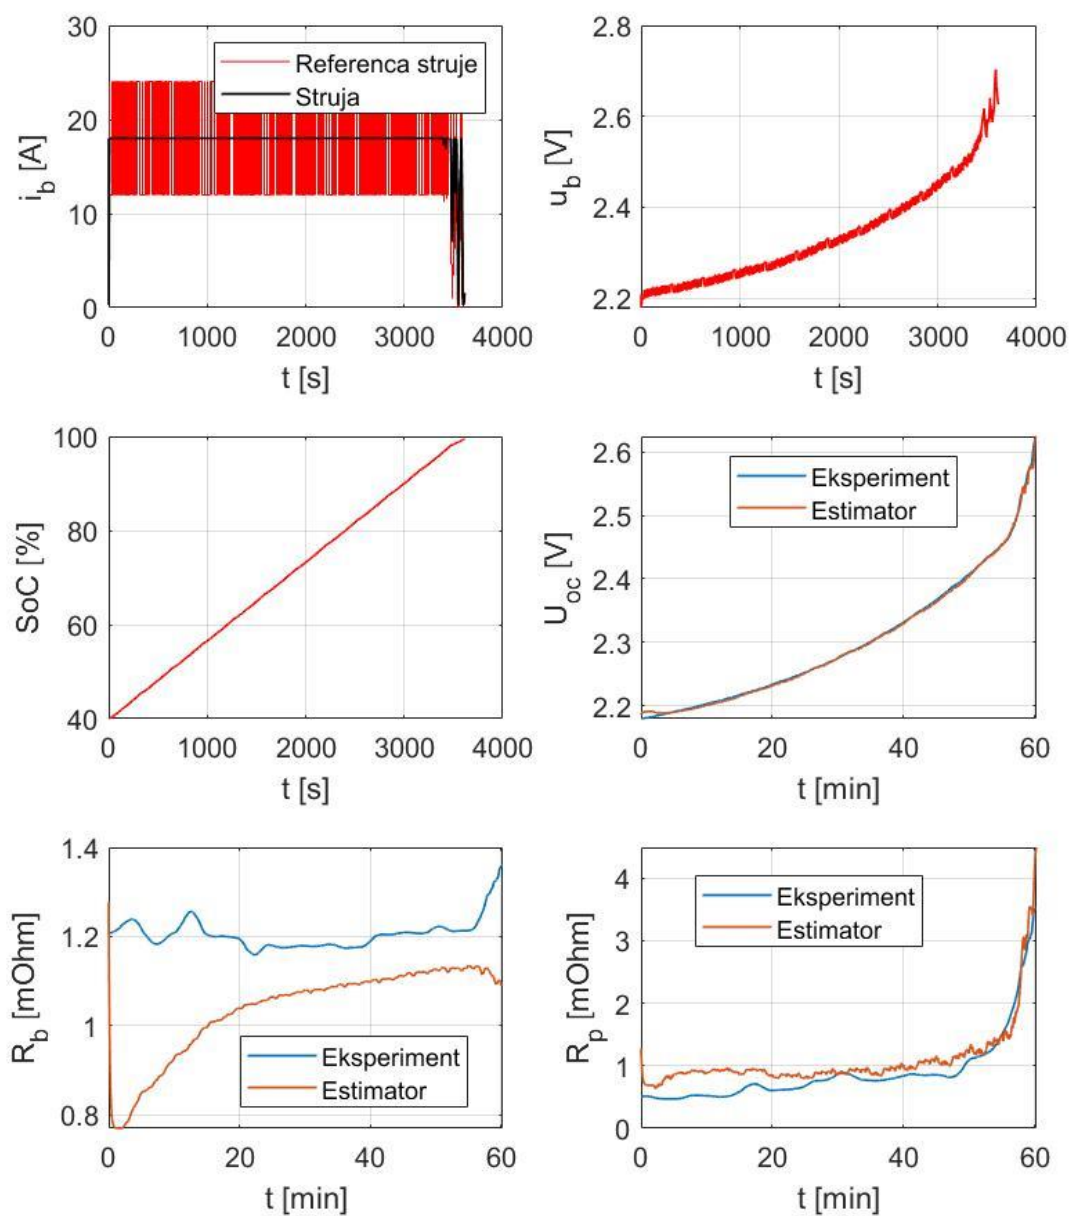 30
20
10
0
i_b [A]
Referenca struje
Struja
0 1000 2000 3000 4000
t [s]
2.8
2.6
2.4
2.2
u_b [V]
0 1000 2000 3000 4000
t [s]
100
80
60
40
SoC [%]
0 1000 2000 3000 4000
t [s]
2.6
2.5
2.4
2.3
2.2
U_oc [V]
Eksperiment
Estimator
0 20 40 60
t [min]
1.4
1.2
1
0.8
R_b [mOhm]
Eksperiment
Estimator
0 20 40 60
t [min]
4
3
2
1
0
R_p [mOhm]
Eksperiment
Estimator
0 20 40 60
t [min]